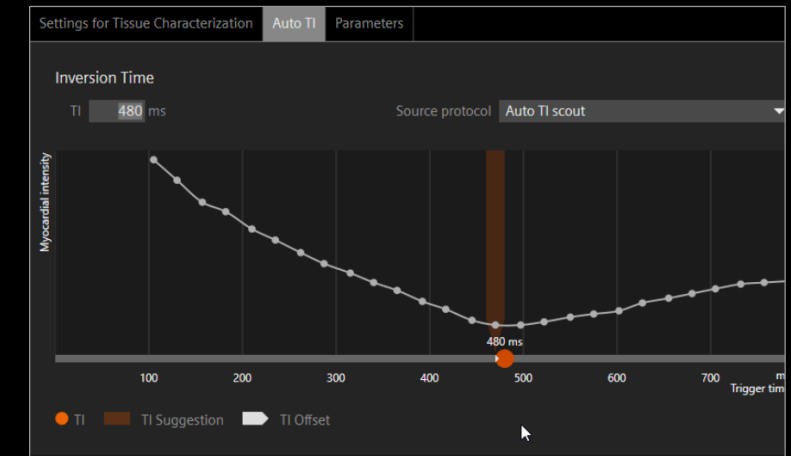 Settings for Tissue Characterization Auto TI Parameters
Inversion Time
TI 480 ms Source protocol Auto TI scout
Myocardial intensity
480 ms
100 200 300 400 500 600 700 m
Trigger tim
TI TI Suggestion TI Offset